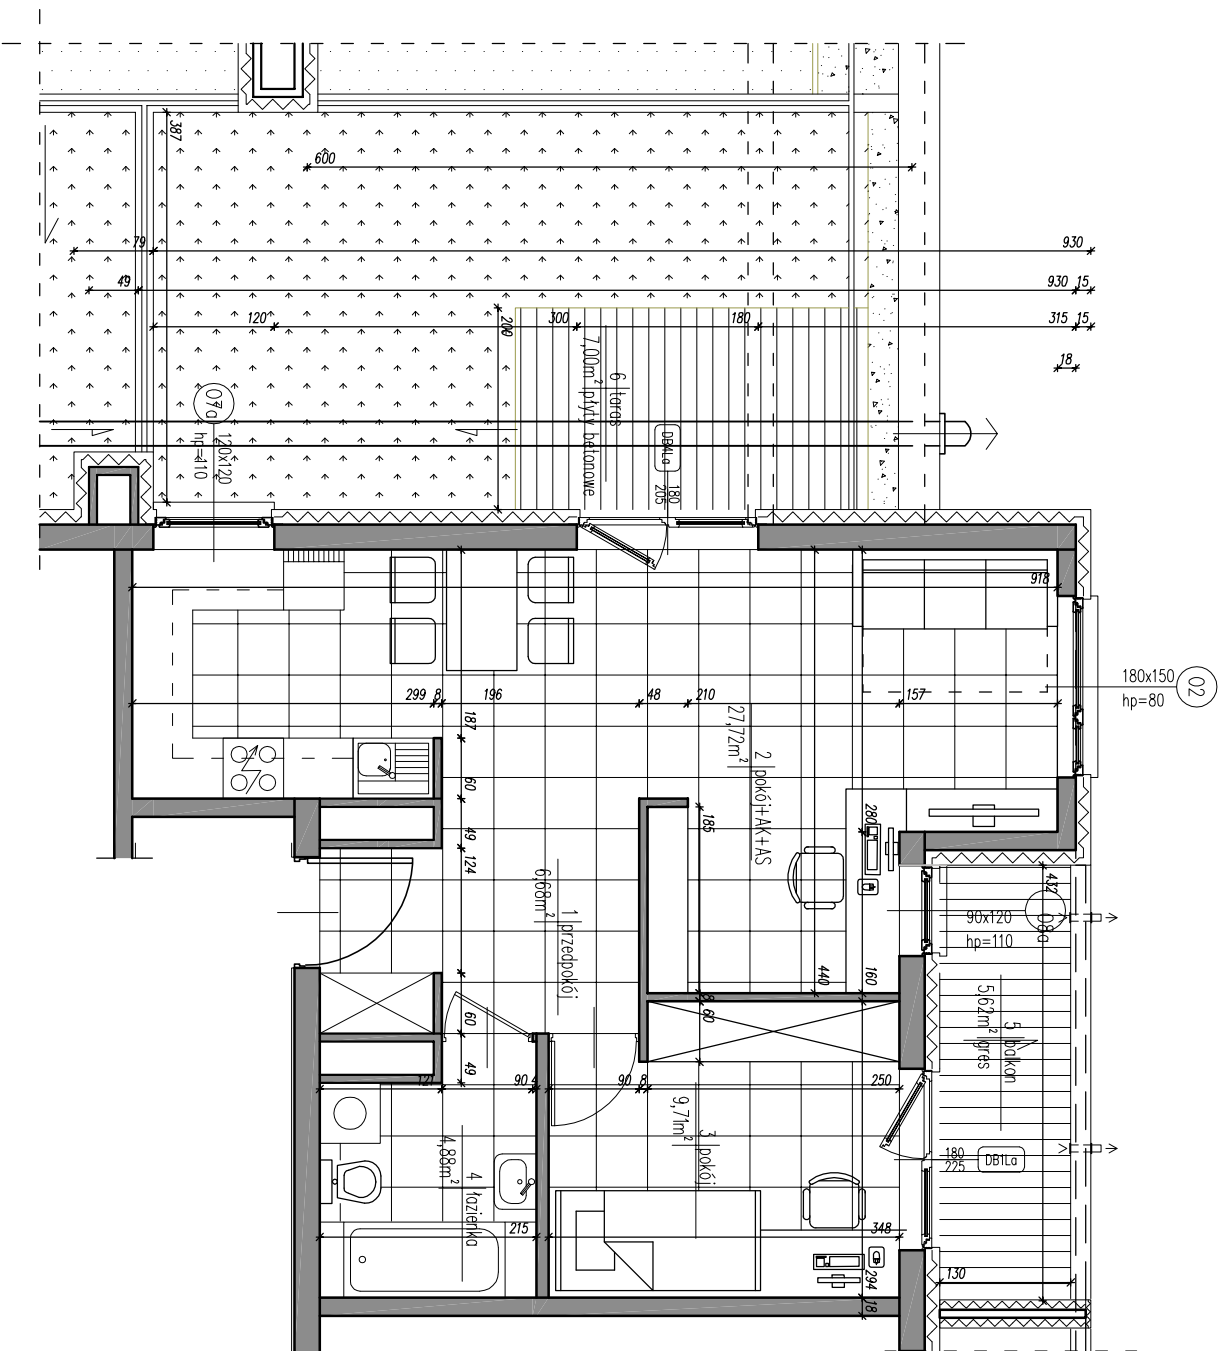 387
600
79
930
49
930 15
120
300
180
315 15
200
18
07a
120x120
hp=110
6 taras
7,00m² płyty betonowe
DB4La
180
205
918
299 8 196
48 210
157
180x150
hp=80
02
187
60
49
124
2 pokój+AK+AS
27,72m²
185
280
432
90x120
hp=110
08a
1 przedpokój
6,68m²
440
160
8
60
60
49
5 balkon
5,62m² gres
121
90 4
90 8
250
3 pokój
9,71m²
4 łazienka
4,88m²
180
225
DB1La
215
348
294
18
130